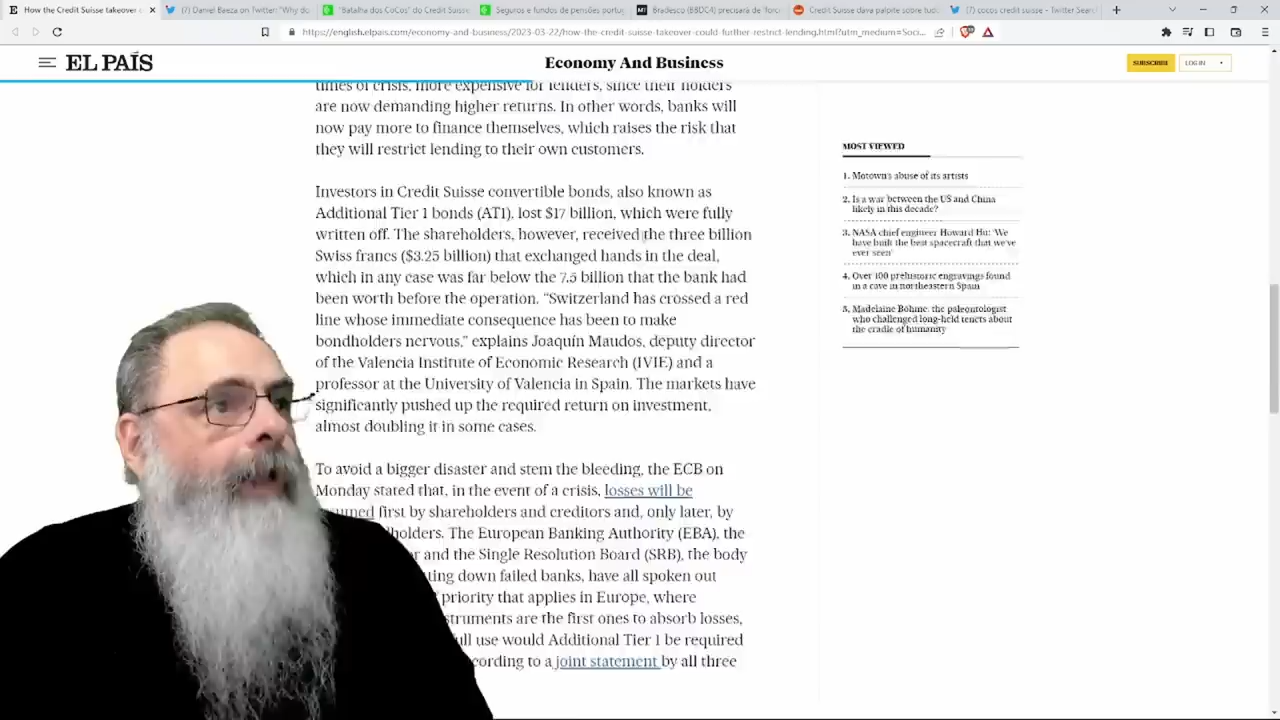 How the Credit Suisse takeover
(7) Daniel Baeza on Twitter: "Why do
"Batalha dos CoCos" do Credit Suisse
Seguros e fundos de pensões portug
Bradesco (BBDC4) precisará de 'forc
Credit Suisse dava palpite sobre tudo
(7) cocos credit suisse - Twitter Searc
https://english.elpais.com/economy-and-business/2023-03-22/how-the-credit-suisse-takeover-could-further-restrict-lending.html?utm_medium=Soci...
EL PAÍS
Economy And Business
SUBSCRIBE
LOG IN
times of crisis, more expensive for lenders, since their holders
are now demanding higher returns. In other words, banks will
now pay more to finance themselves, which raises the risk that
they will restrict lending to their own customers.
Investors in Credit Suisse convertible bonds, also known as
Additional Tier 1 bonds (AT1), lost $17 billion, which were fully
written off. The shareholders, however, received the three billion
Swiss francs ($3.25 billion) that exchanged hands in the deal,
which in any case was far below the 7.5 billion that the bank had
been worth before the operation. "Switzerland has crossed a red
line whose immediate consequence has been to make
bondholders nervous," explains Joaquín Maudos, deputy director
of the Valencia Institute of Economic Research (IVIE) and a
professor at the University of Valencia in Spain. The markets have
significantly pushed up the required return on investment,
almost doubling it in some cases.
To avoid a bigger disaster and stem the bleeding, the ECB on
Monday stated that, in the event of a crisis, losses will be
first by shareholders and creditors and, only later, by
holders. The European Banking Authority (EBA), the
and the Single Resolution Board (SRB), the body
ting down failed banks, have all spoken out
priority that applies in Europe, where
struments are the first ones to absorb losses,
ull use would Additional Tier 1 be required
cording to a joint statement by all three
MOST VIEWED
1. Motown's abuse of its artists
2. Is a war between the US and China
likely in this decade?
3. NASA chief engineer Howard Hu: 'We
have built the best spacecraft that we've
ever seen'
4. Over 100 prehistoric engravings found
in a cave in northeastern Spain
5. Madelaine Böhme: the paleontologist
who challenged long-held tenets about
the cradle of humanity